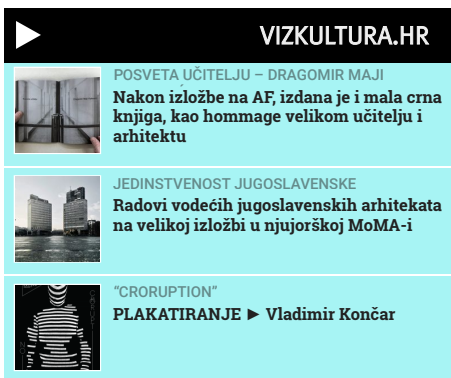 VIZKULTURA.HR
POSVETA UČITELJU – DRAGOMIR MAJI
Nakon izložbe na AF, izdana je i mala crna
knjiga, kao hommage velikom učitelju i
arhitektu
JEDINSTVENOST JUGOSLAVENSKE
Radovi vodećih jugoslavenskih arhitekata
na velikoj izložbi u njujorškoj MoMA-i
"CRORUPTION"
PLAKATIRANJE ► Vladimir Končar